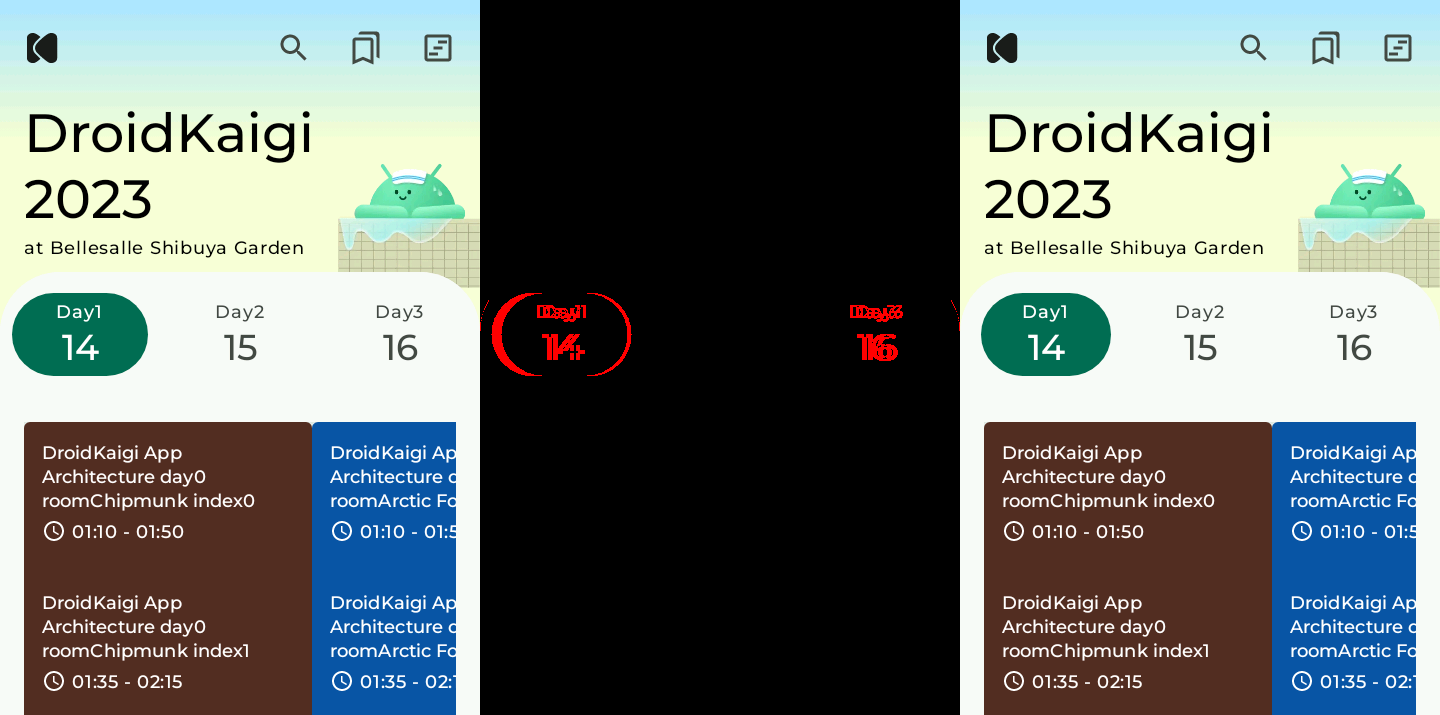 DroidKaigi
2023
at Bellesalle Shibuya Garden
Day1 Day2 Day3
14 15 16
DroidKaigi App
Architecture day0
roomChipmunk index0
01:10 - 01:50
DroidKaigi App
Architecture day0
roomChipmunk index1
01:35 - 02:15
DroidKaigi Ap
Architecture d
roomArctic Fo
01:10 - 01:5
DroidKaigi Ap
Architecture d
roomArctic Fo
01:35 - 02:1
DroidKaigi
2023
at Bellesalle Shibuya Garden
Day1 Day2 Day3
14 15 16
DroidKaigi App
Architecture day0
roomChipmunk index0
01:10 - 01:50
DroidKaigi App
Architecture day0
roomChipmunk index1
01:35 - 02:15
DroidKaigi Ap
Architecture d
roomArctic Fo
01:10 - 01:5
DroidKaigi Ap
Architecture d
roomArctic Fo
01:35 - 02:1